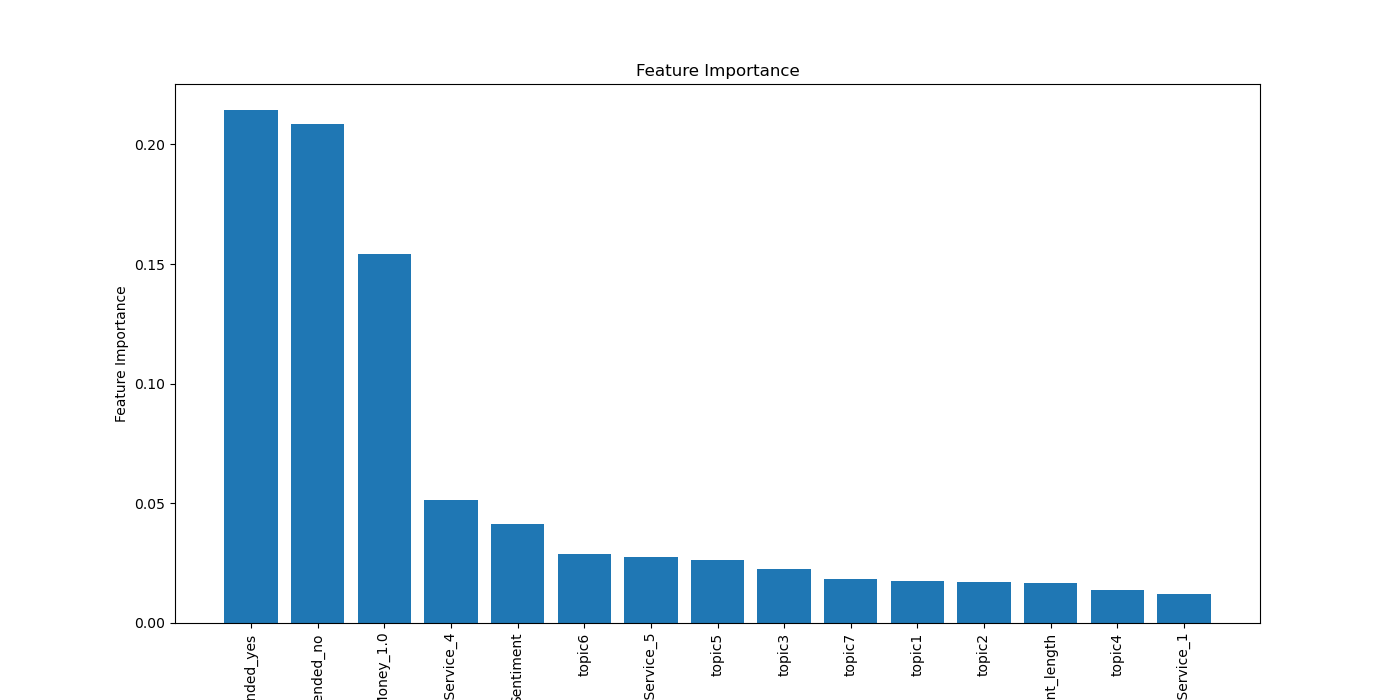 Feature Importance
Feature Importance
0.20
0.15
0.10
0.05
0.00
nded_yes
ended_no
Money_1.0
Service_4
Sentiment
topic6
Service_5
topic5
topic3
topic7
topic1
topic2
nt_length
topic4
Service_1